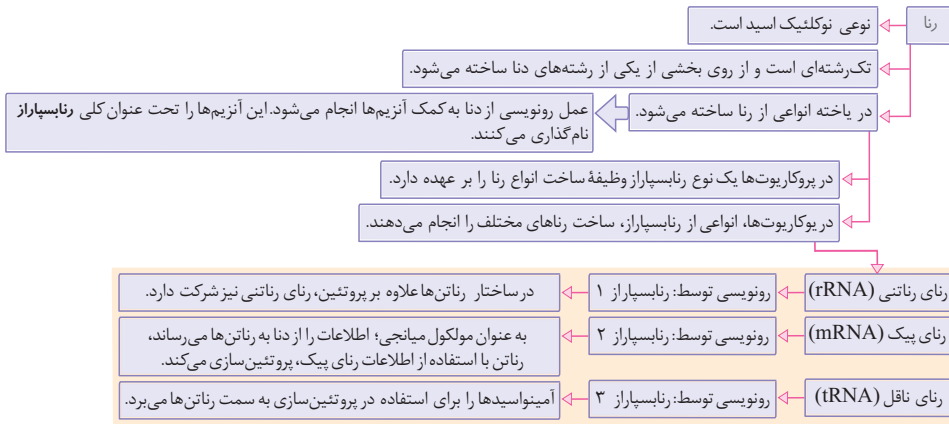 رنا
نوعی نوکلئیک اسید است.
تک‌رشته‌ای است و از روی بخشی از یکی از رشته‌های دنا ساخته می‌شود.
در یاخته انواعی از رنا ساخته می‌شود.
عمل رونویسی از دنا به کمک آنزیم‌ها انجام می‌شود. این آنزیم‌ها را تحت عنوان کلی رنابسپاراز
نام‌گذاری می‌کنند.
در پروکاریوت‌ها یک نوع رنابسپاراز وظیفهٔ ساخت انواع رنا را بر عهده دارد.
در یوکاریوت‌ها، انواعی از رنابسپاراز، ساخت رناهای مختلف را انجام می‌دهند.
رنای رناتنی (rRNA)
رونویسی توسط: رنابسپاراز ۱
در ساختار رناتن‌ها علاوه بر پروتئین، رنای رناتنی نیز شرکت دارد.
رنای پیک (mRNA)
رونویسی توسط: رنابسپاراز ۲
به عنوان مولکول میانجی؛ اطلاعات را از دنا به رناتن‌ها می‌رساند،
رناتن با استفاده از اطلاعات رنای پیک، پروتئین‌سازی می‌کند.
رنای ناقل (tRNA)
رونویسی توسط: رنابسپاراز ۳
آمینواسیدها را برای استفاده در پروتئین‌سازی به سمت رناتن‌ها می‌برد.